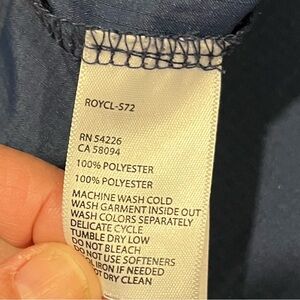 ROYCL-S72
RN 54226
CA 58094
100% POLYESTER
100% POLYESTER
MACHINE WASH COLD
WASH GARMENT INSIDE OUT
WASH COLORS SEPARATELY
DELICATE CYCLE
TUMBLE DRY LOW
DO NOT BLEACH
DO NOT USE SOFTENERS
IRON IF NEEDED
NOT DRY CLEAN